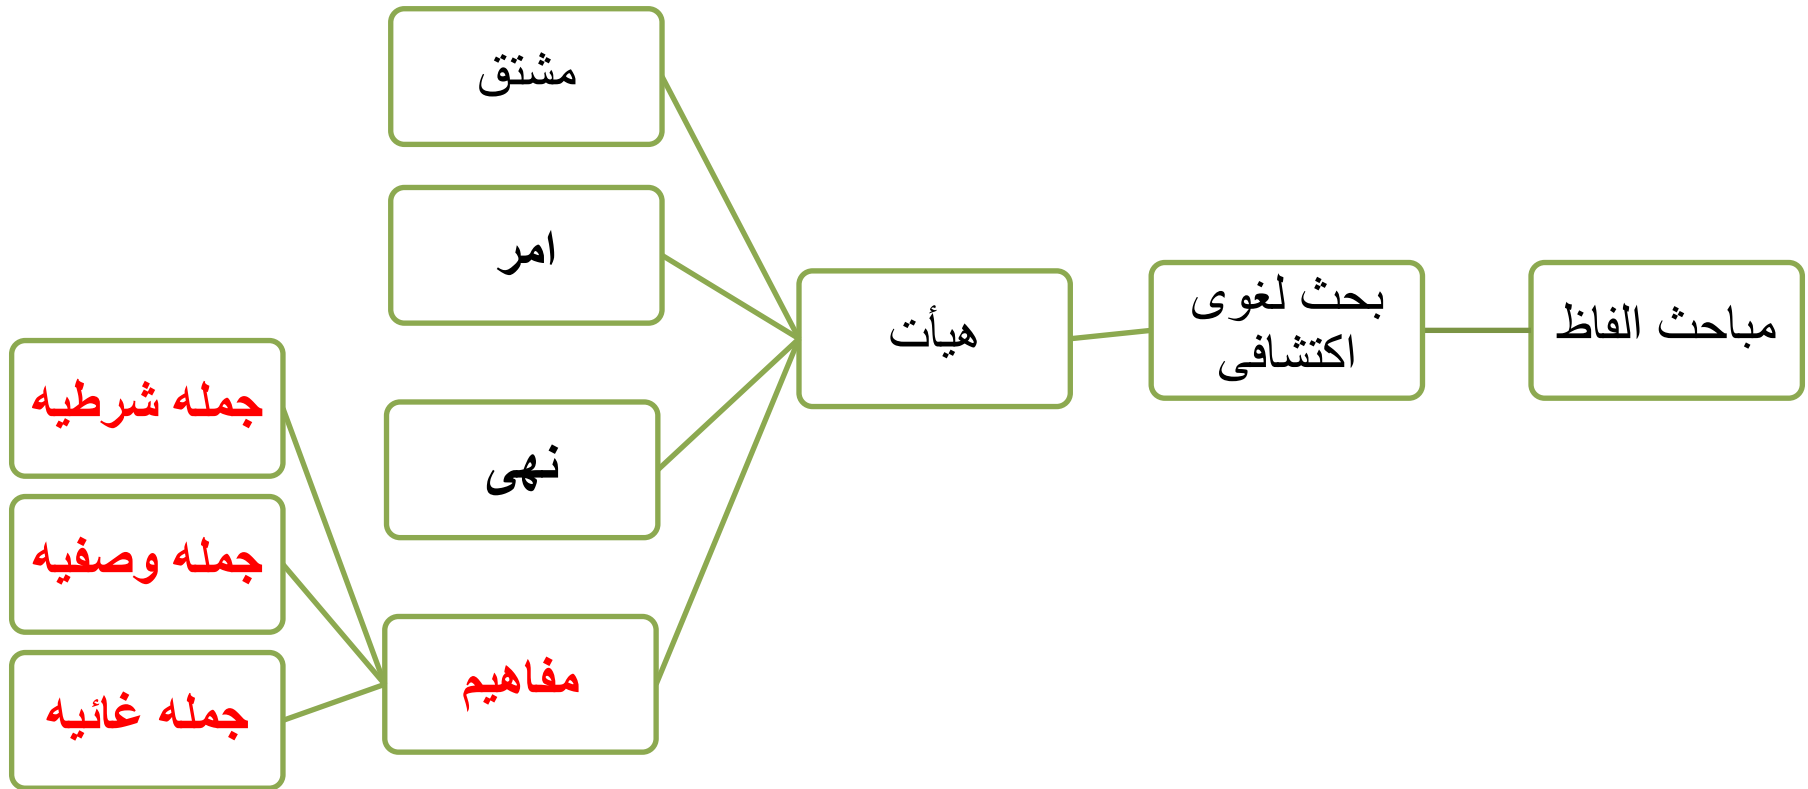 مباحث الفاظ
بحث لغوی
اکتشافی
هیأت
مشتق
امر
نهی
مفاهیم
جمله شرطیه
جمله وصفیه
جمله غائیه